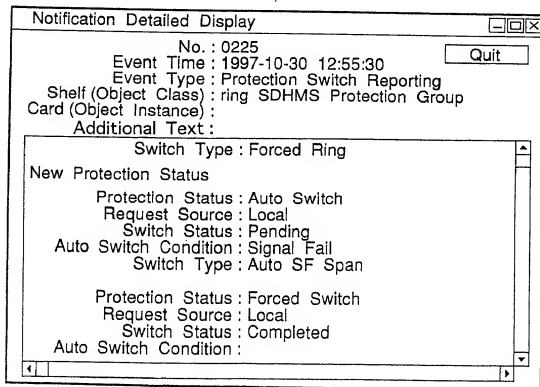 Notification Detailed Display
No. : 0225
Quit
Event Time : 1997-10-30 12:55:30
Event Type : Protection Switch Reporting
Shelf (Object Class) : ring SDHMS Protection Group
Card (Object Instance) :
Additional Text :
Switch Type : Forced Ring
New Protection Status
Protection Status : Auto Switch
Request Source : Local
Switch Status : Pending
Auto Switch Condition : Signal Fail
Switch Type : Auto SF Span
Protection Status : Forced Switch
Request Source : Local
Switch Status : Completed
Auto Switch Condition :